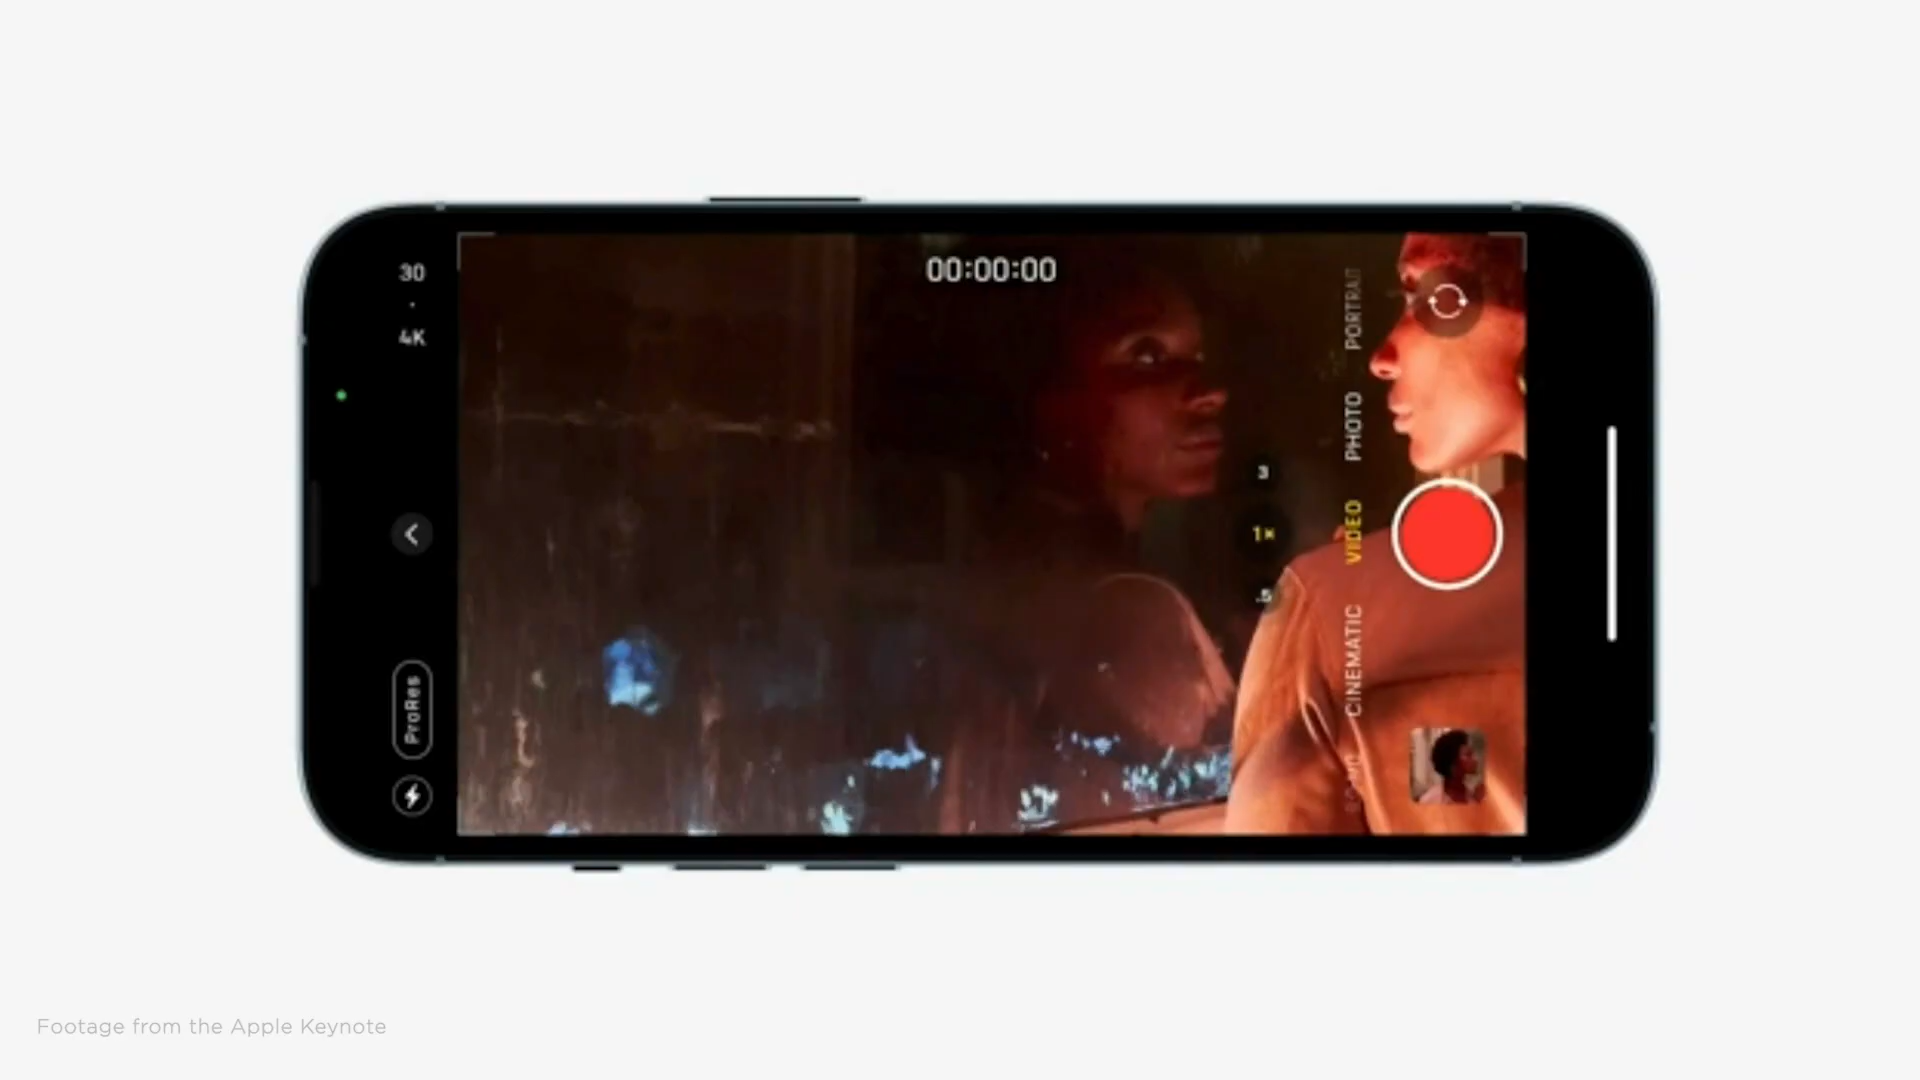 30
·
4K
00:00:00
PORTRAIT
PHOTO
VIDEO
CINEMATIC
3
1×
.5
ProRes
Footage from the Apple Keynote